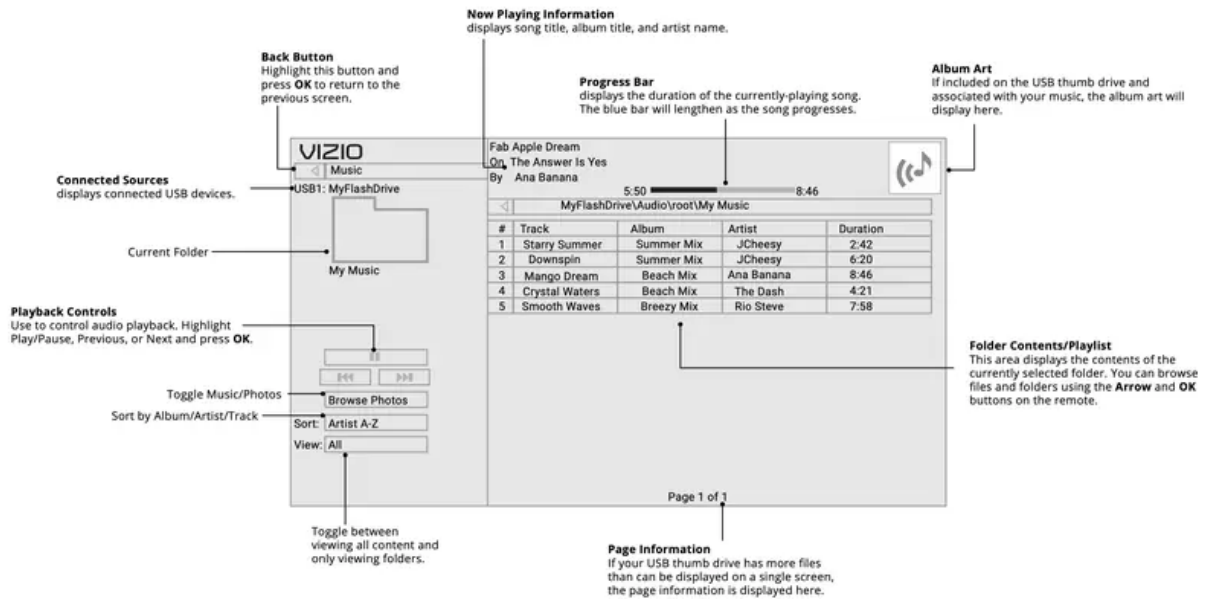 Now Playing Information
displays song title, album title, and artist name.
Back Button
Highlight this button and
press OK to return to the
previous screen.
Progress Bar
displays the duration of the currently-playing song.
The blue bar will lengthen as the song progresses.
Album Art
If included on the USB thumb drive and
associated with your music, the album art will
display here.
Connected Sources
displays connected USB devices.
Current Folder
Playback Controls
Use to control audio playback. Highlight
Play/Pause, Previous, or Next and press OK.
Toggle Music/Photos
Sort by Album/Artist/Track
VIZIO
Music
USB1: MyFlashDrive
My Music
Browse Photos
Sort: Artist A-Z
View: All
Fab Apple Dream
On The Answer Is Yes
By Ana Banana
5:50 8:46
MyFlashDrive\Audio\root\My Music
# Track Album Artist Duration
1 Starry Summer Summer Mix JCheesy 2:42
2 Downspin Summer Mix JCheesy 6:20
3 Mango Dream Beach Mix Ana Banana 8:46
4 Crystal Waters Beach Mix The Dash 4:21
5 Smooth Waves Breezy Mix Rio Steve 7:58
Page 1 of 1
Folder Contents/Playlist
This area displays the contents of the
currently selected folder. You can browse
files and folders using the Arrow and OK
buttons on the remote.
Toggle between
viewing all content and
only viewing folders.
Page Information
If your USB thumb drive has more files
than can be displayed on a single screen,
the page information is displayed here.